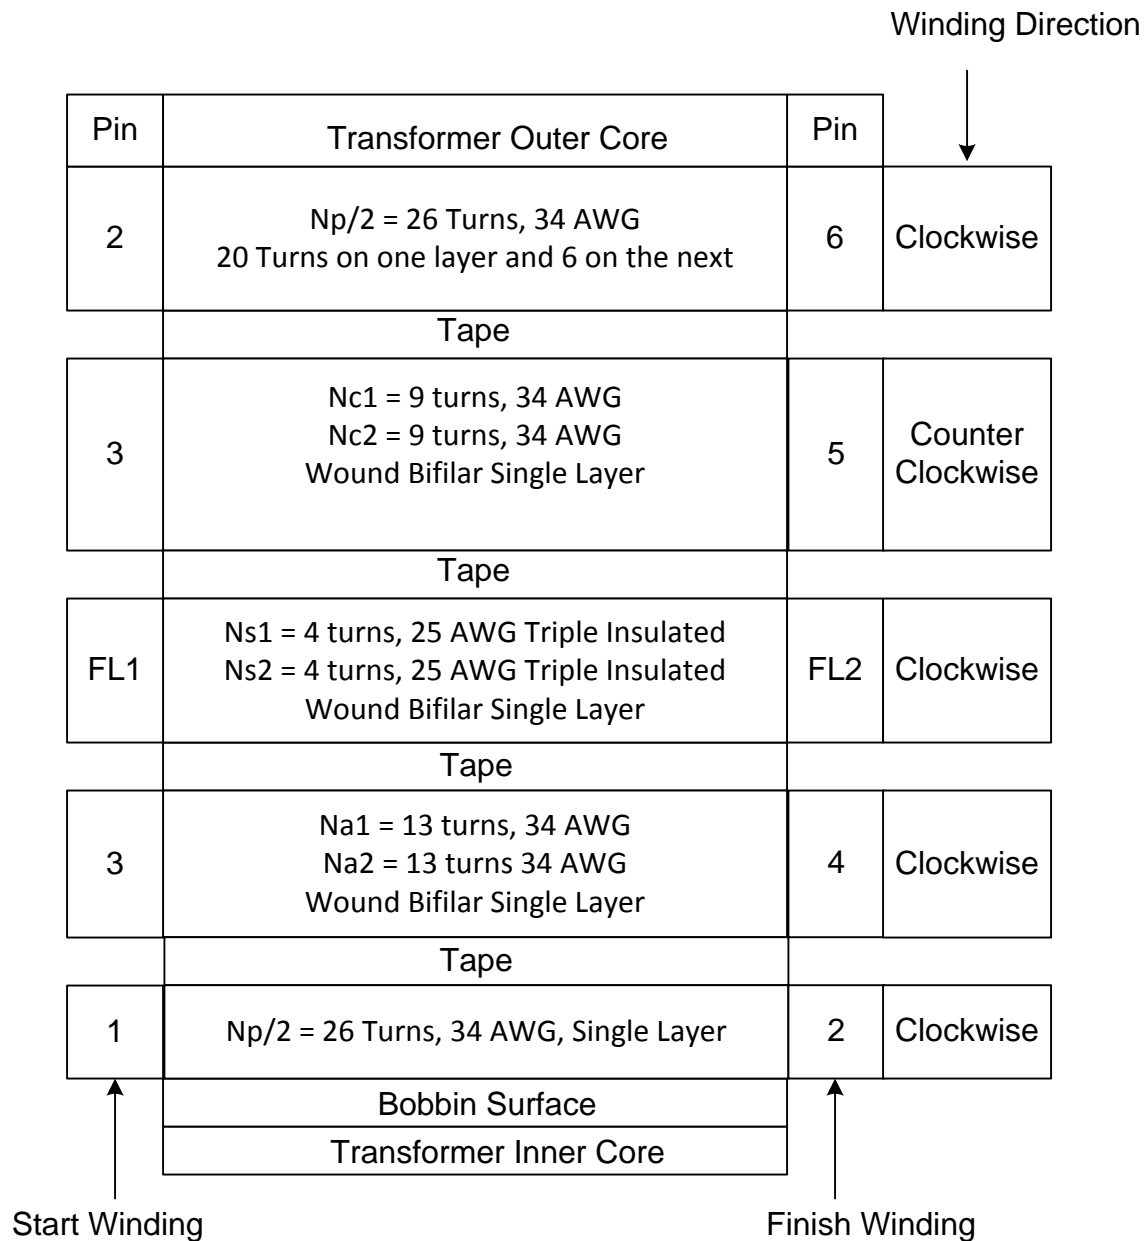 Winding Direction
Pin
Transformer Outer Core
Pin
2
Np/2 = 26 Turns, 34 AWG
20 Turns on one layer and 6 on the next
6
Clockwise
Tape
3
Nc1 = 9 turns, 34 AWG
Nc2 = 9 turns, 34 AWG
Wound Bifilar Single Layer
5
Counter
Clockwise
Tape
FL1
Ns1 = 4 turns, 25 AWG Triple Insulated
Ns2 = 4 turns, 25 AWG Triple Insulated
Wound Bifilar Single Layer
FL2
Clockwise
Tape
3
Na1 = 13 turns, 34 AWG
Na2 = 13 turns 34 AWG
Wound Bifilar Single Layer
4
Clockwise
Tape
1
Np/2 = 26 Turns, 34 AWG, Single Layer
2
Clockwise
Bobbin Surface
Transformer Inner Core
Start Winding
Finish Winding